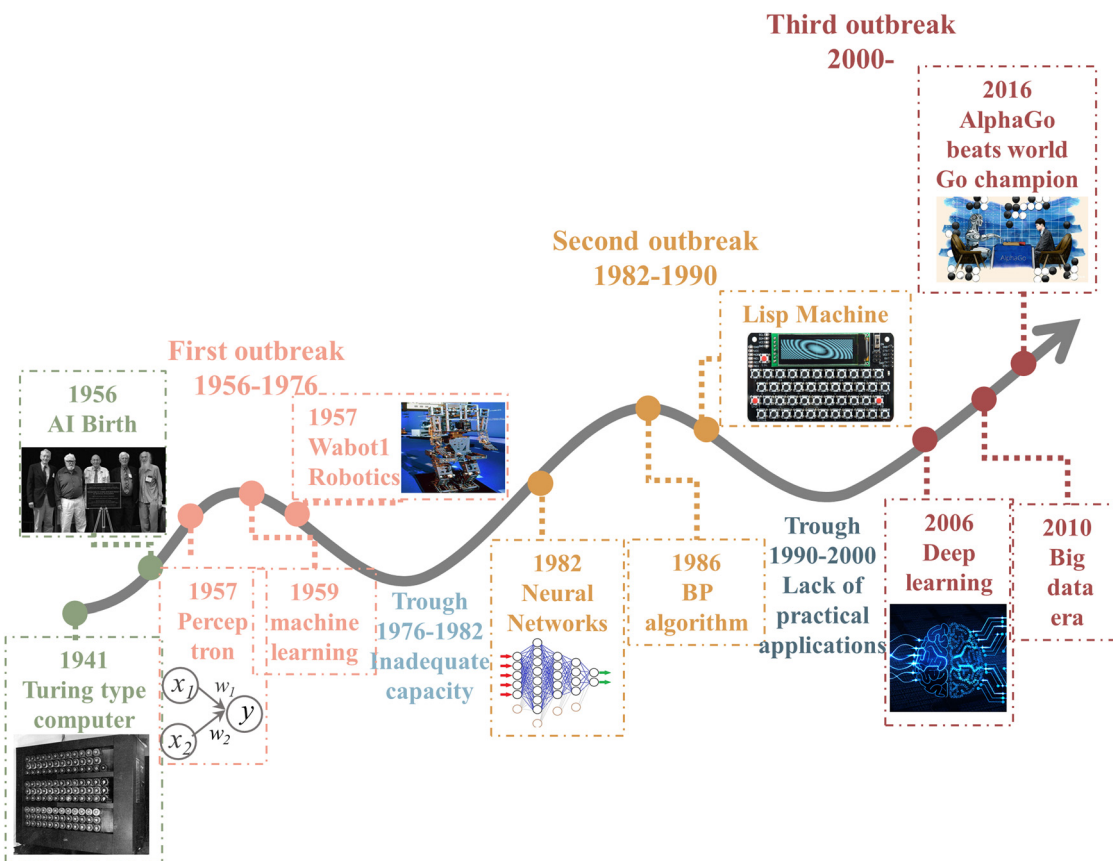 Third outbreak
2000-
2016
AlphaGo
beats world
Go champion
AlphaGo
Second outbreak
1982-1990
Lisp Machine
First outbreak
1956-1976
1956
AI Birth
1957
Wabot1
Robotics
1941
Turing type
computer
1957
Percep
tron
x1
w1
y
x2
w2
1959
machine
learning
Trough
1976-1982
Inadequate
capacity
1982
Neural
Networks
1986
BP
algorithm
Trough
1990-2000
Lack of
practical
applications
2006
Deep
learning
2010
Big
data
era